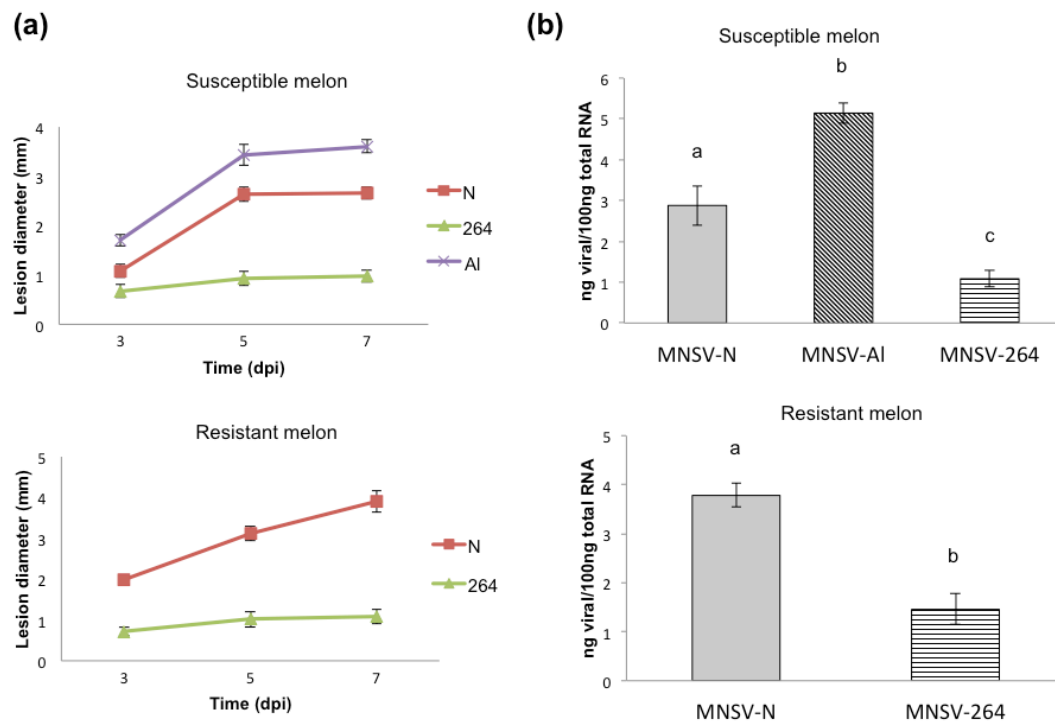 (a)
Susceptible melon
Lesion diameter (mm)
4
3
2
1
0
3 5 7
Time (dpi)
N
264
Al
Resistant melon
Lesion diameter (mm)
5
4
3
2
1
0
3 5 7
Time (dpi)
N
264
(b)
Susceptible melon
ng viral/100ng total RNA
6
5
4
3
2
1
0
a
b
c
MNSV-N MNSV-Al MNSV-264
Resistant melon
ng viral/100ng total RNA
5
4
3
2
1
0
a
b
MNSV-N MNSV-264